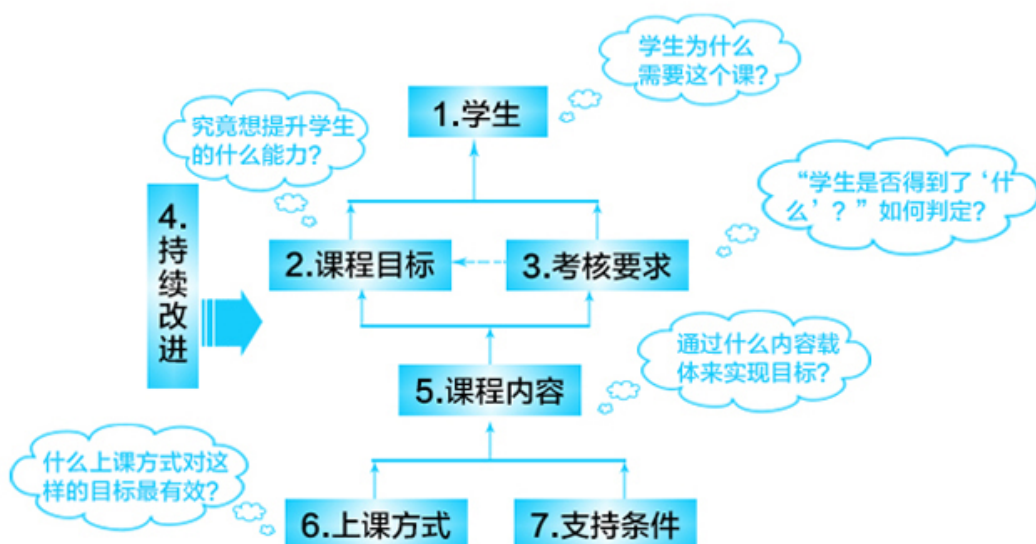 学生为什么
需要这个课？
1.学生
究竟想提升学生
的什么能力？
“学生是否得到了‘什
么’？”如何判定？
4.
持
续
改
进
2.课程目标
3.考核要求
通过什么内容载
体来实现目标？
5.课程内容
什么上课方式对这
样的目标最有效？
6.上课方式
7.支持条件